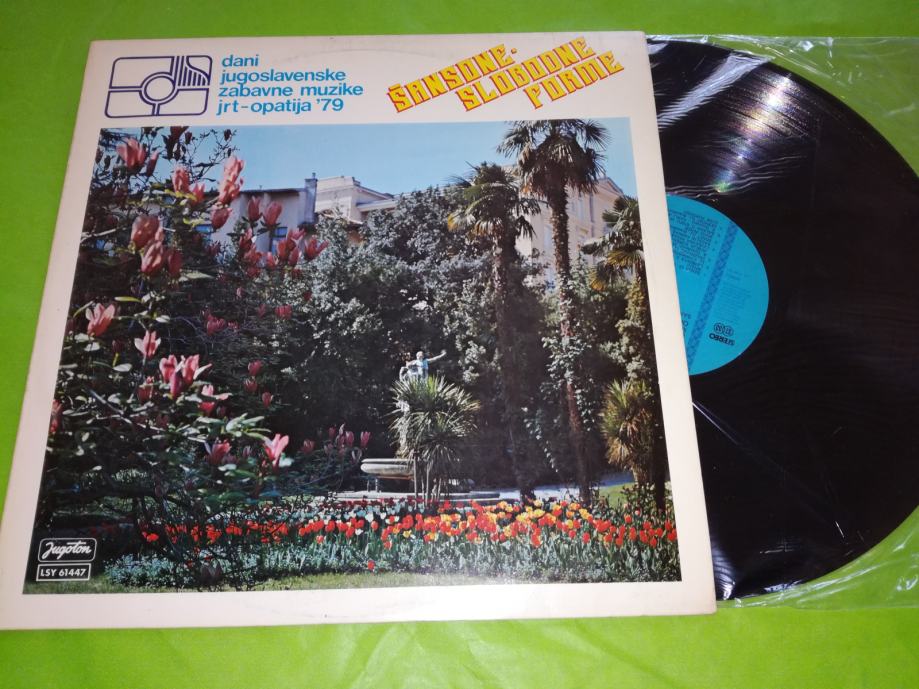 dani
jugoslavenske
zabavne muzike
jrt-opatija '79
ŠANSONE-
SLOBODNE
FORME
Jugoton
LSY 61447
STEREO